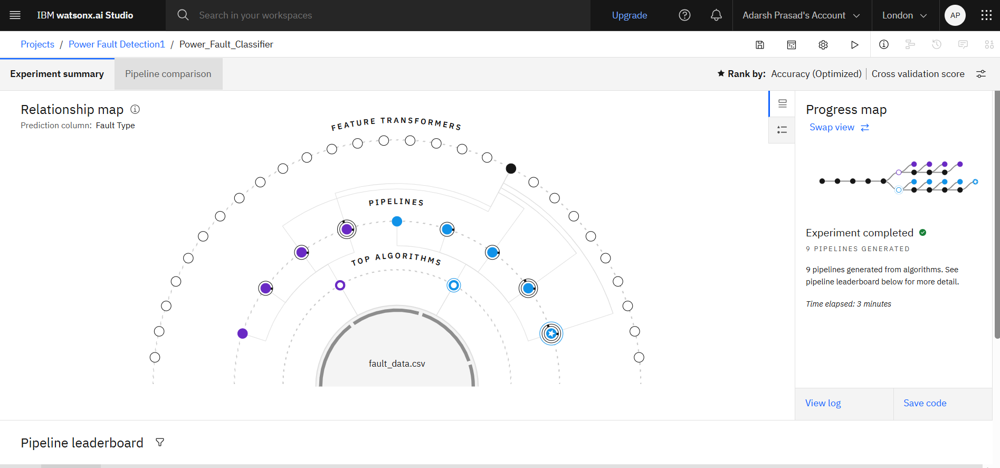 IBM watsonx.ai Studio
Search in your workspaces
Upgrade
Adarsh Prasad's Account
London
AP
Projects / Power Fault Detection1 / Power_Fault_Classifier
Experiment summary
Pipeline comparison
Rank by: Accuracy (Optimized) | Cross validation score
Relationship map
Prediction column: Fault Type
FEATURE TRANSFORMERS
PIPELINES
TOP ALGORITHMS
fault_data.csv
Progress map
Swap view
Experiment completed
9 PIPELINES GENERATED
9 pipelines generated from algorithms. See
pipeline leaderboard below for more detail.
Time elapsed: 3 minutes
View log
Save code
Pipeline leaderboard